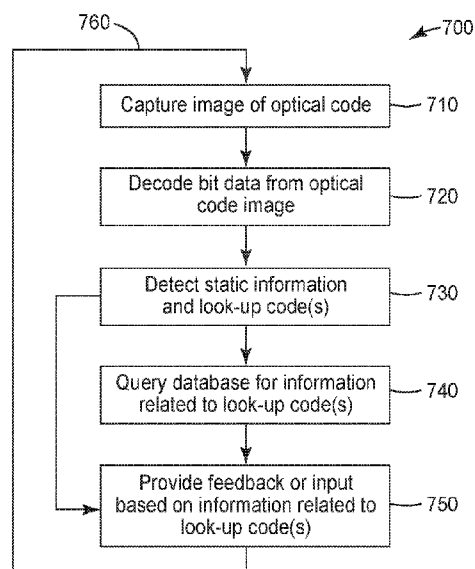 760
700
Capture image of optical code
710
Decode bit data from optical
code image
720
Detect static information
and look-up code(s)
730
Query database for information
related to look-up code(s)
740
Provide feedback or input
based on information related to
look-up code(s)
750